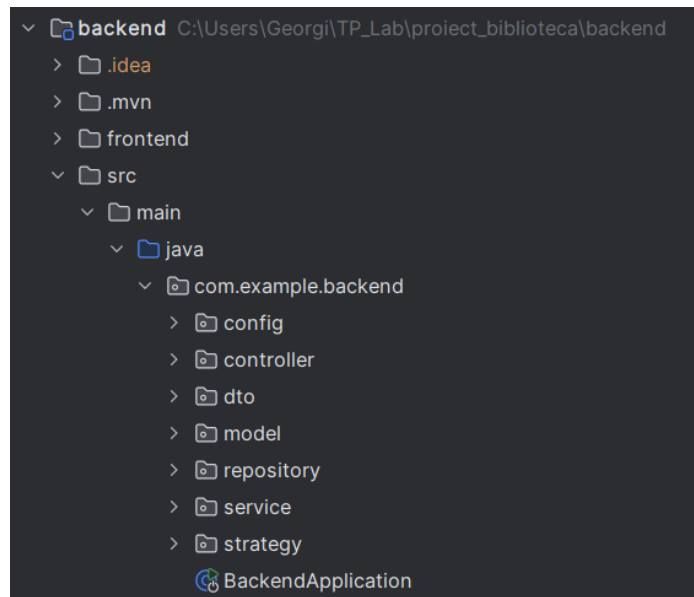 backend C:\Users\Georgi\TP_Lab\proiect_biblioteca\backend
.idea
.mvn
frontend
src
main
java
com.example.backend
config
controller
dto
model
repository
service
strategy
BackendApplication